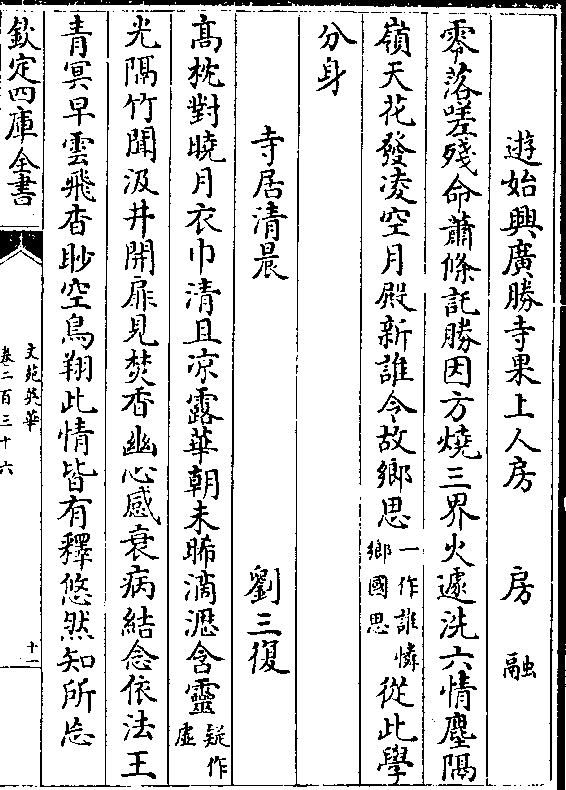 遊始興廣勝寺果上人房　房融
零落嗟殘命蕭條託勝因方燒三界火遽洗六情塵隔
嶺天花發凌空月殿新誰令故鄉思一作誰憐鄉國思從此學
分身
寺居清晨　劉三復
髙枕對曉月衣巾清且凉露華朝未晞滴瀝含靈疑作虛
光隔竹聞汲井開扉見焚香幽心感衰病結念依法王
青冥早雲飛杳眇空鳥翔此情皆有釋悠然知所忘
欽定四庫全書
文苑英華
卷二百三十六
十一